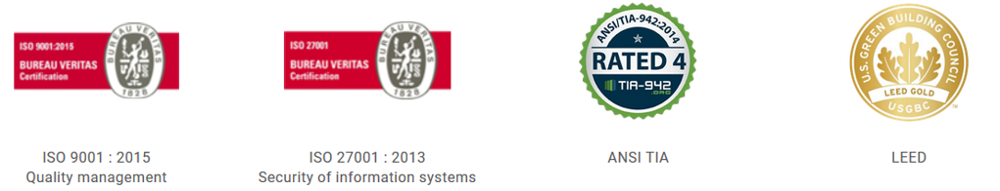 ISO 9001:2015
BUREAU VERITAS
Certification
BUREAU VERITAS
1828
ISO 27001
BUREAU VERITAS
Certification
BUREAU VERITAS
1828
ANSI/TIA-942:2014
RATED 4
TIA-942
.ORG
U.S. GREEN BUILDING COUNCIL
LEED GOLD
USGBC
™
ISO 9001 : 2015
Quality management
ISO 27001 : 2013
Security of information systems
ANSI TIA
LEED